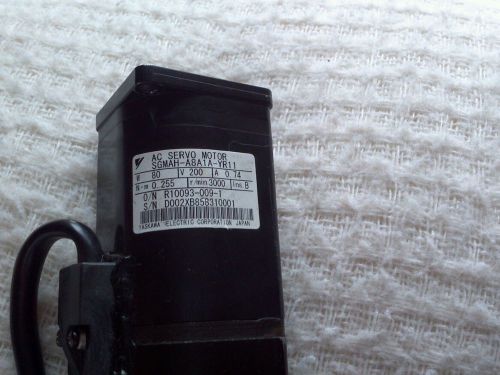 AC SERVO MOTOR
SGMAH-A8A1A-YR11
W 80 V 200 A 0.74
N-m 0.255 r/min 3000 Ins. B
O/N R10093-009-1
S/N D002XB858310001
YASKAWA ELECTRIC CORPORATION JAPAN